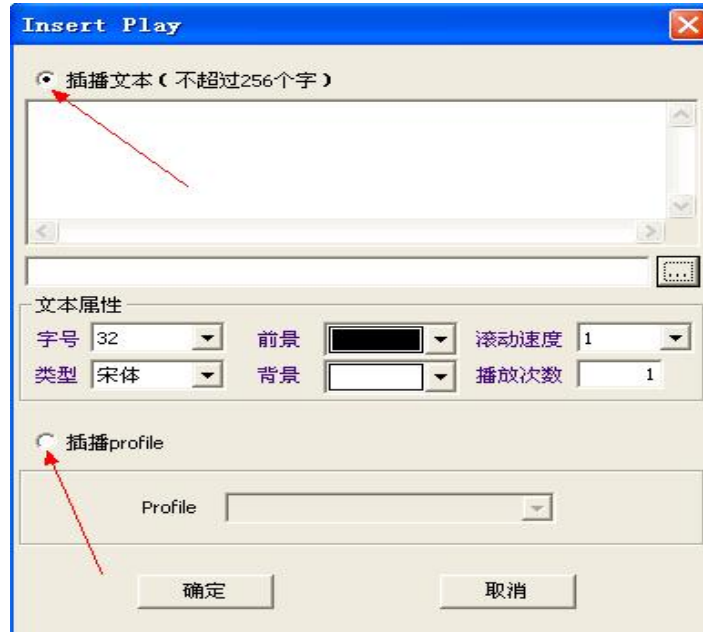 Insert Play
插播文本（不超过256个字）
...
文本属性
字号 32 前景 滚动速度 1
类型 宋体 背景 播放次数 1
插播profile
Profile
确定 取消